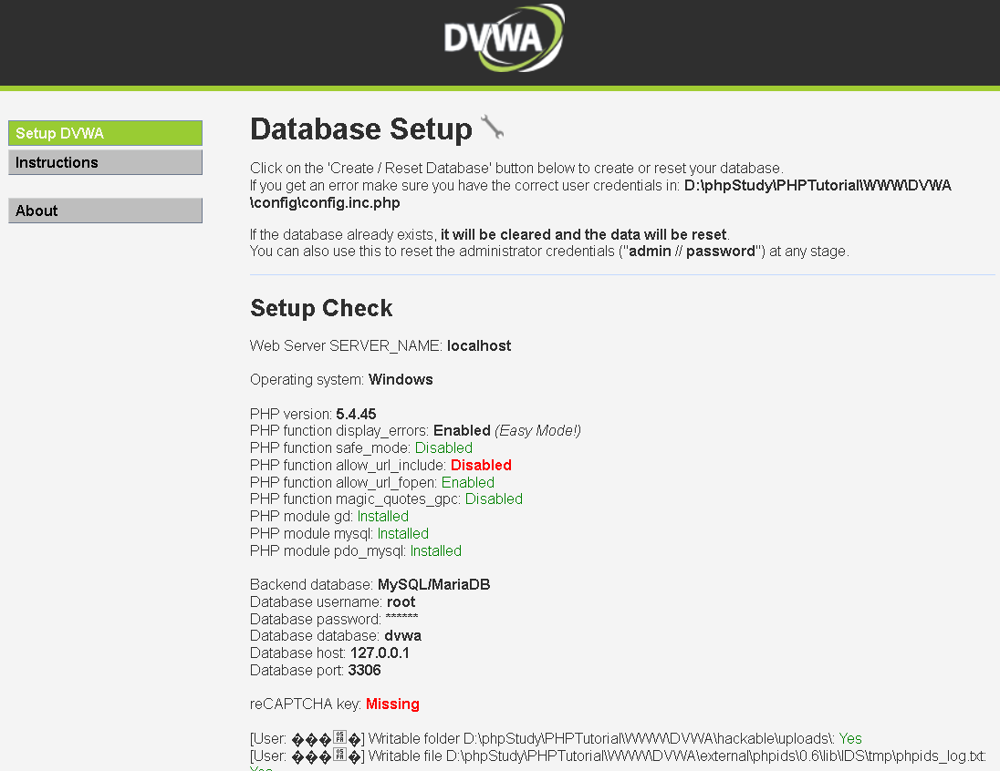 DVWA
Setup DVWA
Instructions
About
Database Setup
Click on the 'Create / Reset Database' button below to create or reset your database.
If you get an error make sure you have the correct user credentials in: D:\phpStudy\PHPTutorial\WWW\DVWA
\config\config.inc.php
If the database already exists, it will be cleared and the data will be reset.
You can also use this to reset the administrator credentials ("admin // password") at any stage.
Setup Check
Web Server SERVER_NAME: localhost
Operating system: Windows
PHP version: 5.4.45
PHP function display_errors: Enabled (Easy Mode!)
PHP function safe_mode: Disabled
PHP function allow_url_include: Disabled
PHP function allow_url_fopen: Enabled
PHP function magic_quotes_gpc: Disabled
PHP module gd: Installed
PHP module mysql: Installed
PHP module pdo_mysql: Installed
Backend database: MySQL/MariaDB
Database username: root
Database password: ******
Database database: dvwa
Database host: 127.0.0.1
Database port: 3306
reCAPTCHA key: Missing
[User: ����] Writable folder D:\phpStudy\PHPTutorial\WWW\DVWA\hackable\uploads\: Yes
[User: ����] Writable file D:\phpStudy\PHPTutorial\WWW\DVWA\external\phpids\0.6\lib\IDS\tmp\phpids_log.txt:
Yes